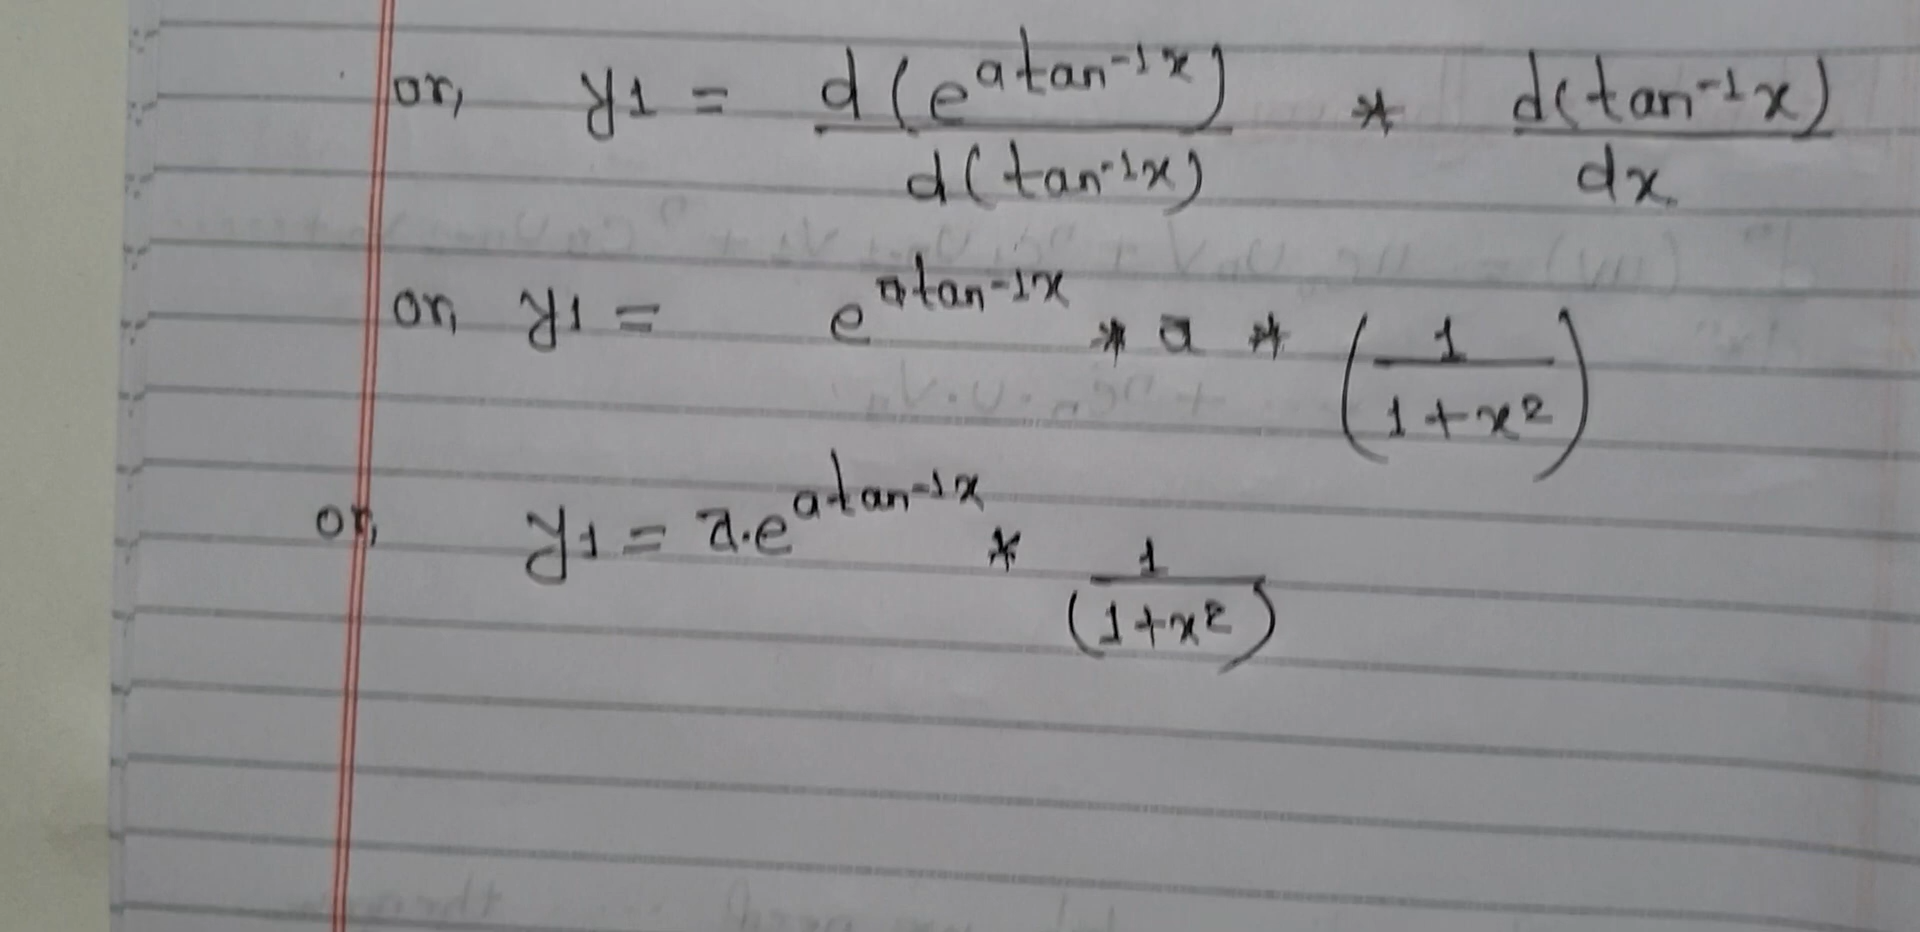 or, y1 = d(e^(a tan^-1 x)) / d(tan^-1 x) * d(tan^-1 x) / dx
or, y1 = e^(a tan^-1 x) * a * (1 / (1+x^2))
or, y1 = a.e^(a tan^-1 x) * 1 / (1+x^2)